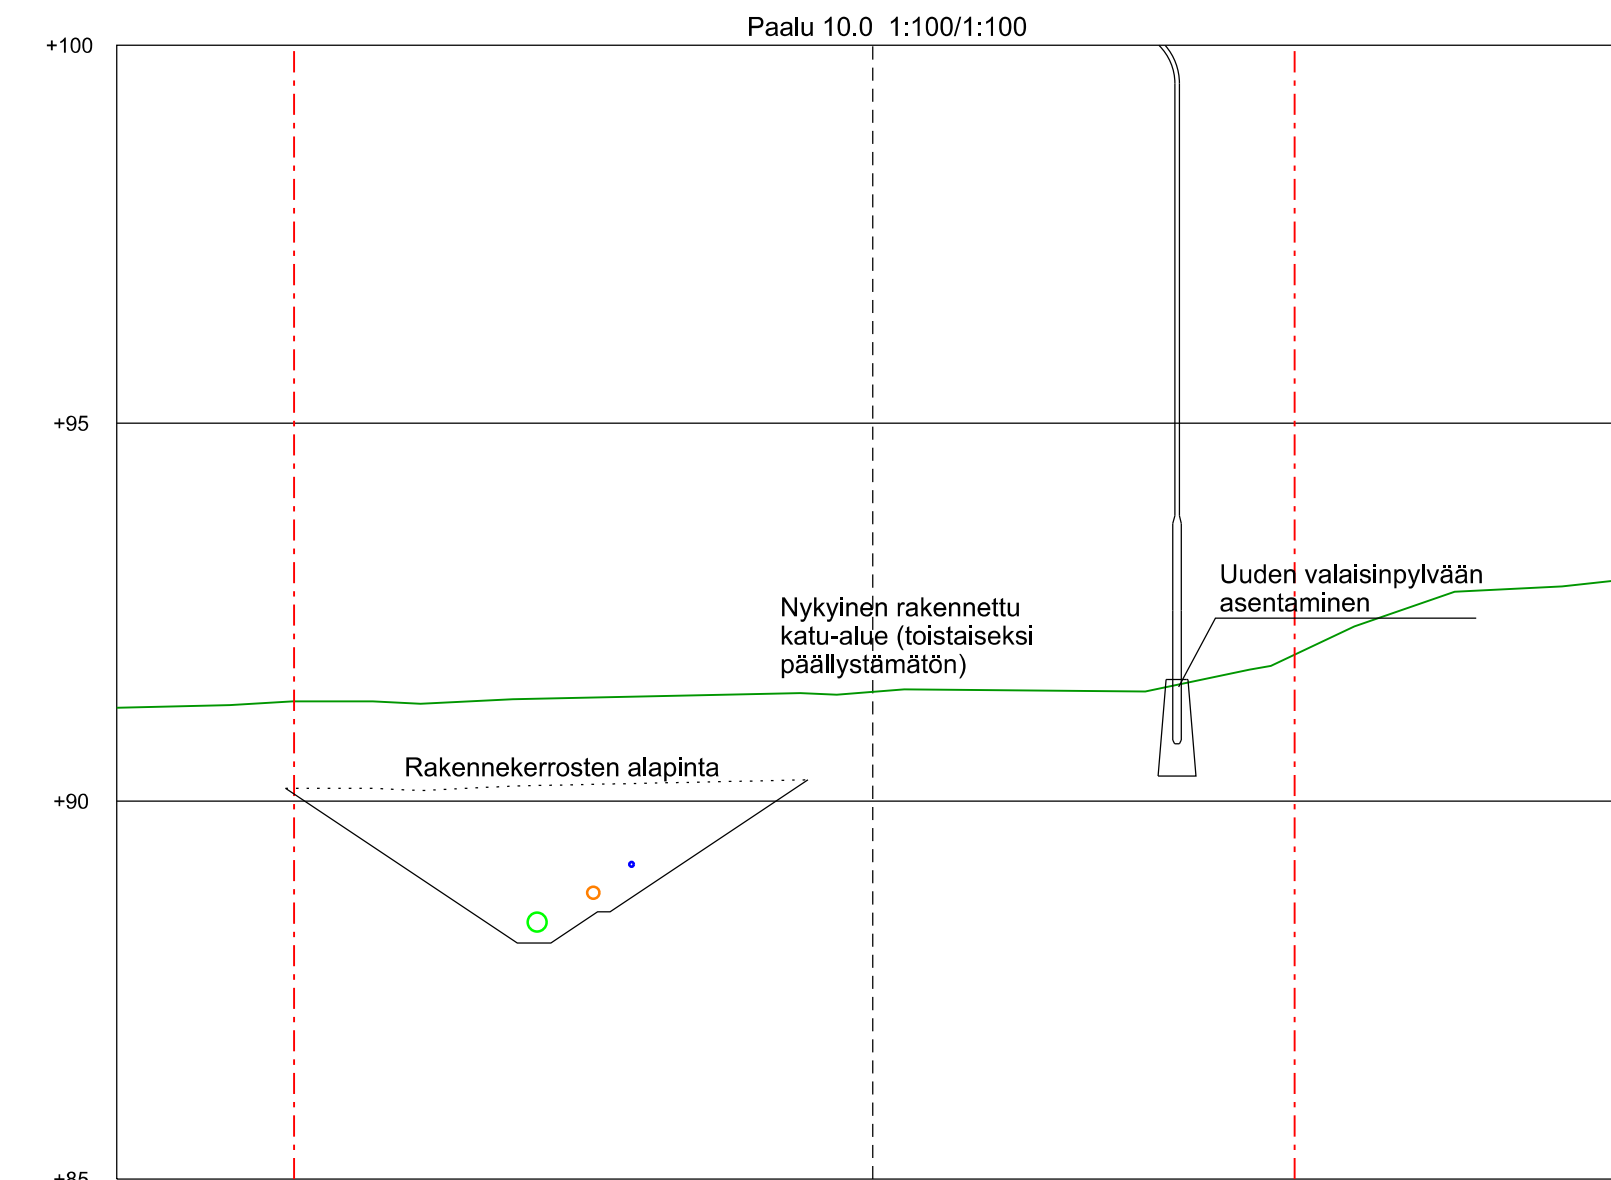 Paalu 10.0 1:100/1:100
+100
+95
Uuden valaisinpylvään
asentaminen
Nykyinen rakennettu
katu-alue (toistaiseksi
päällystämätön)
Rakennekerrosten alapinta
+90
+85